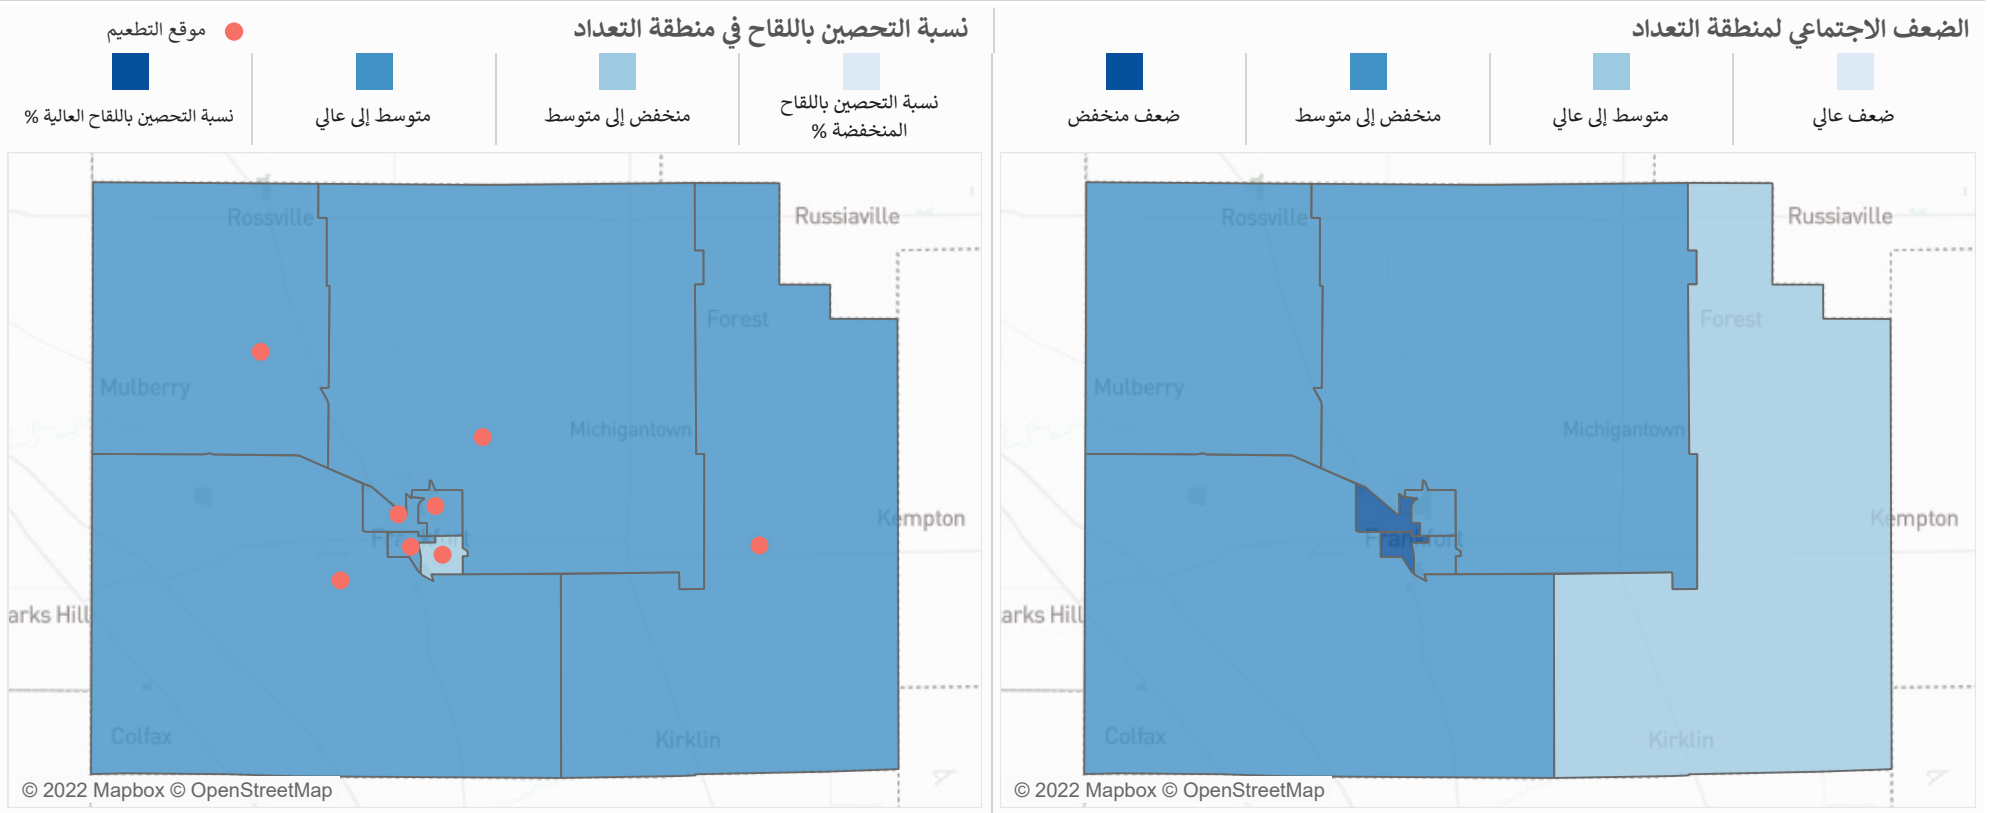 الضعف الاجتماعي لمنطقة التعداد
ضعف عالي
متوسط إلى عالي
منخفض إلى متوسط
ضعف منخفض
Rossville
Russiaville
Forest
Mulberry
Michigantown
Kempton
Frankfort
arks Hill
Colfax
Kirklin
© 2022 Mapbox © OpenStreetMap
نسبة التحصين باللقاح في منطقة التعداد
موقع التطعيم
نسبة التحصين باللقاح
المنخفضة %
منخفض إلى متوسط
متوسط إلى عالي
نسبة التحصين باللقاح العالية %
Rossville
Russiaville
Forest
Mulberry
Michigantown
Kempton
Frankfort
arks Hill
Colfax
Kirklin
© 2022 Mapbox © OpenStreetMap